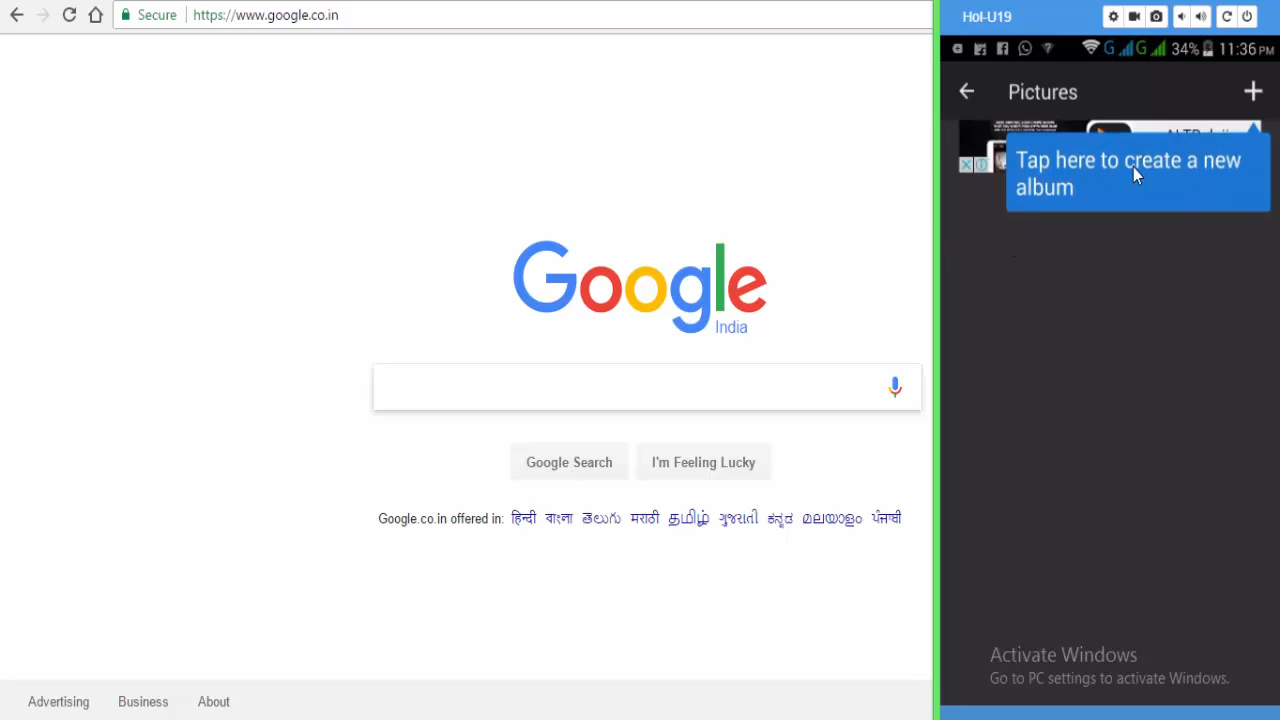 Secure https://www.google.co.in
Google
India
Google Search I'm Feeling Lucky
Google.co.in offered in: हिन्दी বাংলা తెలుగు मराठी தமிழ் ગુજરાતી ಕನ್ನಡ മലയാളം ਪੰਜਾਬੀ
Advertising Business About
Hol-U19
G G 34% 11:36 PM
Pictures
Tap here to create a new
album
Activate Windows
Go to PC settings to activate Windows.